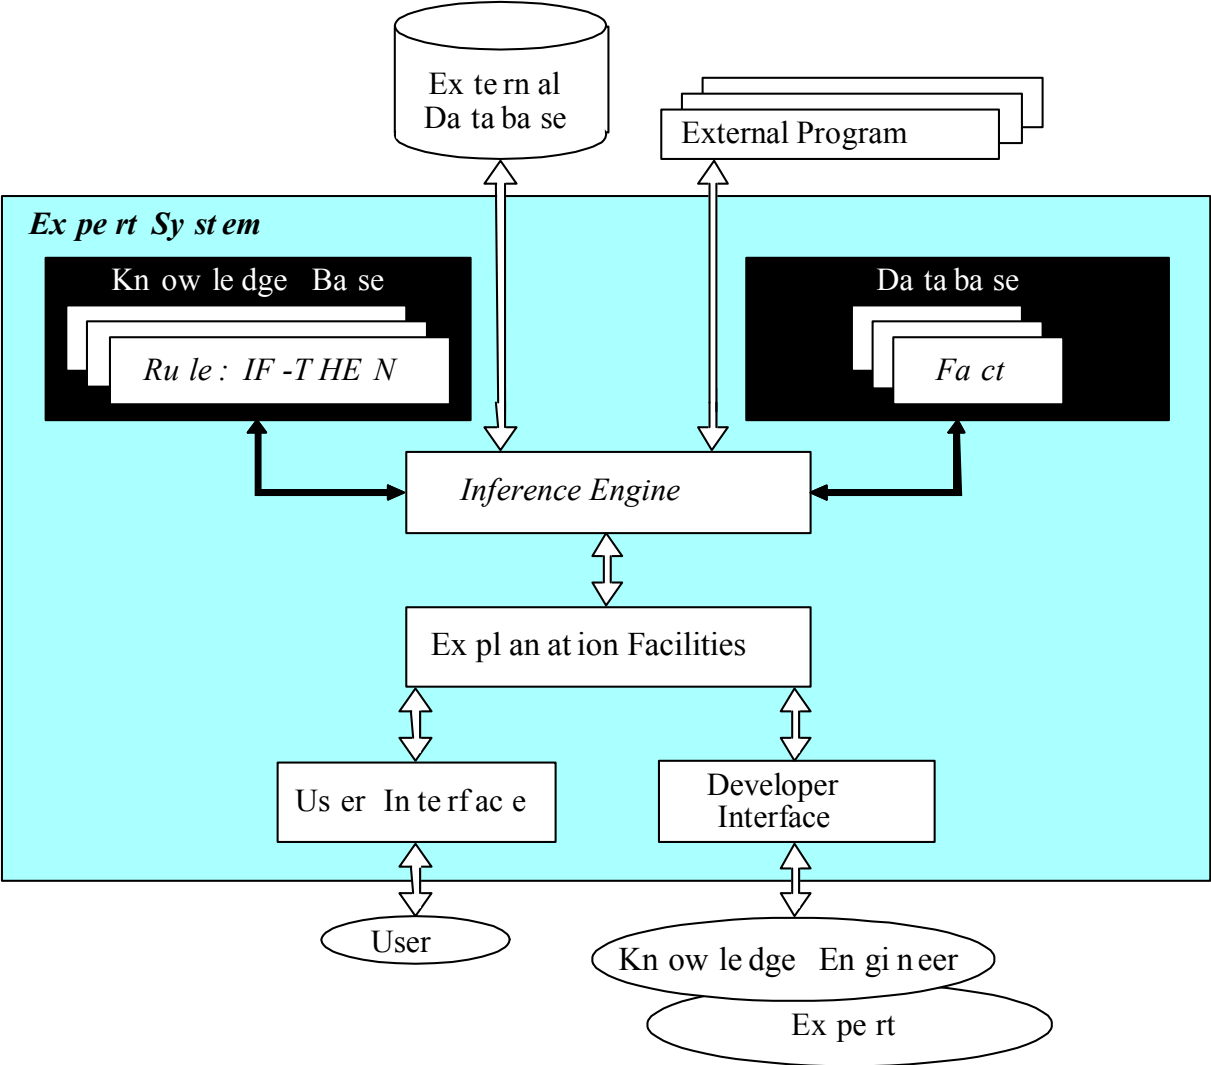 External
Database
External Program
Expert System
Knowledge Base
Database
Rule: IF-THEN
Fact
Inference Engine
Explanation Facilities
User Interface
Developer
Interface
User
Knowledge Engineer
Expert